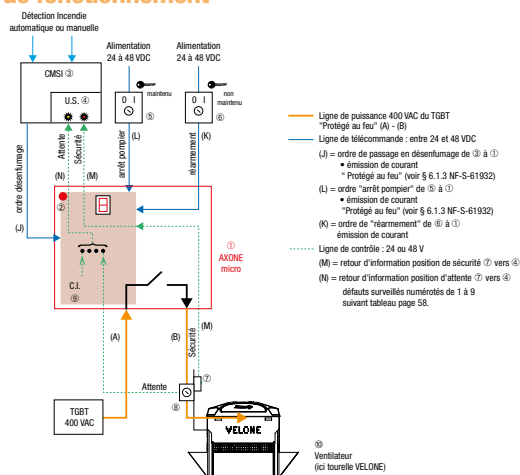 de fonctionnement
Détection Incendie
automatique ou manuelle
Alimentation
24 à 48 VDC
Alimentation
24 à 48 VDC
CMSI ③
U.S. ④
0 I
maintenu
⑤
0 I
non
maintenu
⑥
ordre désenfumage
Attente
Sécurité
(N)
(M)
arrêt pompier
(L)
réarmement
(K)
(J)
②
①
AXONE
micro
C.I.
⑨
(A)
(B)
Sécurité
(M)
Attente
⑦
⑧
TGBT
400 VAC
VELONE
⑩
Ventilateur
(ici tourelle VELONE)
Ligne de puissance 400 VAC du TGBT
"Protégé au feu" (A) - (B)
Ligne de télécommande : entre 24 et 48 VDC
(J) = ordre de passage en désenfumage de ③ à ①
• émission de courant
" Protégé au feu" (voir § 6.1.3 NF-S-61932)
(L) = ordre "arrêt pompier" de ⑤ à ①
• émission de courant
"Protégé au feu" (voir § 6.1.3 NF-S-61932)
(K) = ordre de "réarmement" de ⑥ à ①
émission de courant
Ligne de contrôle : 24 ou 48 V
(M) = retour d'information position de sécurité ⑦ vers ④
(N) = retour d'information position d'attente ⑦ vers ④
défauts surveillés numérotés de 1 à 9
suivant tableau page 58.